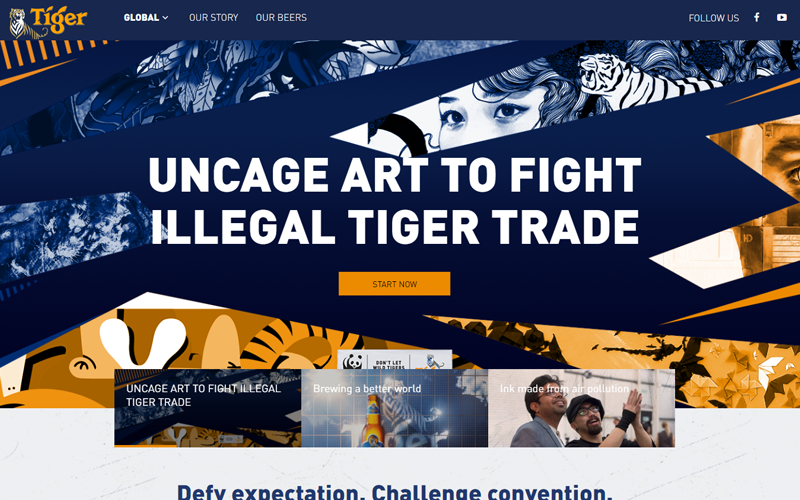 Tiger
GLOBAL
OUR STORY
OUR BEERS
FOLLOW US
UNCAGE ART TO FIGHT
ILLEGAL TIGER TRADE
START NOW
DON'T LET
WILD TIGERS
UNCAGE ART TO FIGHT ILLEGAL
TIGER TRADE
Brewing a better world
Ink made from air pollution
Tiger
Defy expectation. Challenge convention.